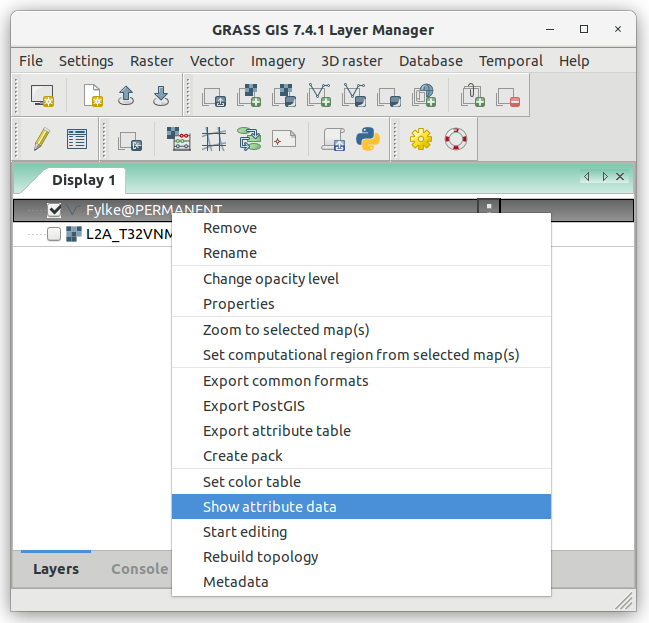 GRASS GIS 7.4.1 Layer Manager
File Settings Raster Vector Imagery 3D raster Database Temporal Help
Display 1
Fylke@PERMANENT
L2A_T32VNM
Remove
Rename
Change opacity level
Properties
Zoom to selected map(s)
Set computational region from selected map(s)
Export common formats
Export PostGIS
Export attribute table
Create pack
Set color table
Show attribute data
Start editing
Rebuild topology
Metadata
Layers Console